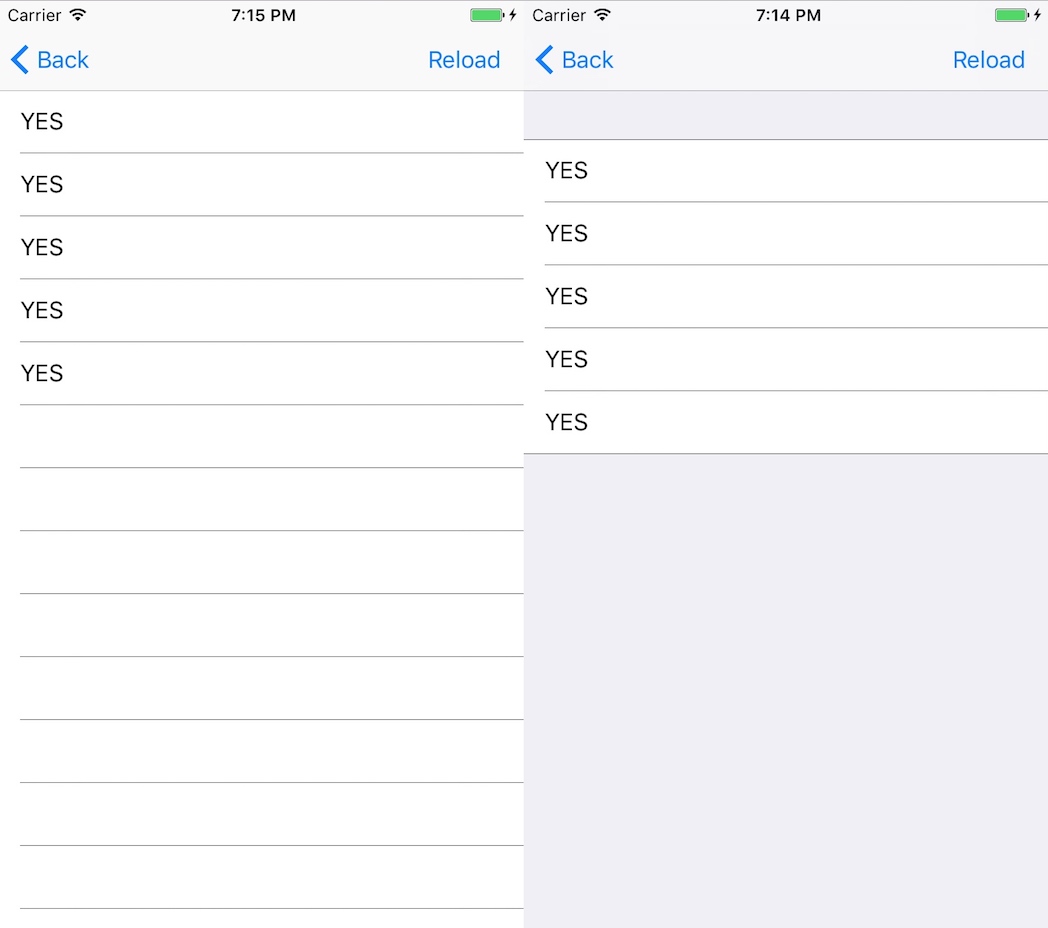 Carrier 7:15 PM
Back Reload
YES
YES
YES
YES
YES
Carrier 7:14 PM
Back Reload
YES
YES
YES
YES
YES